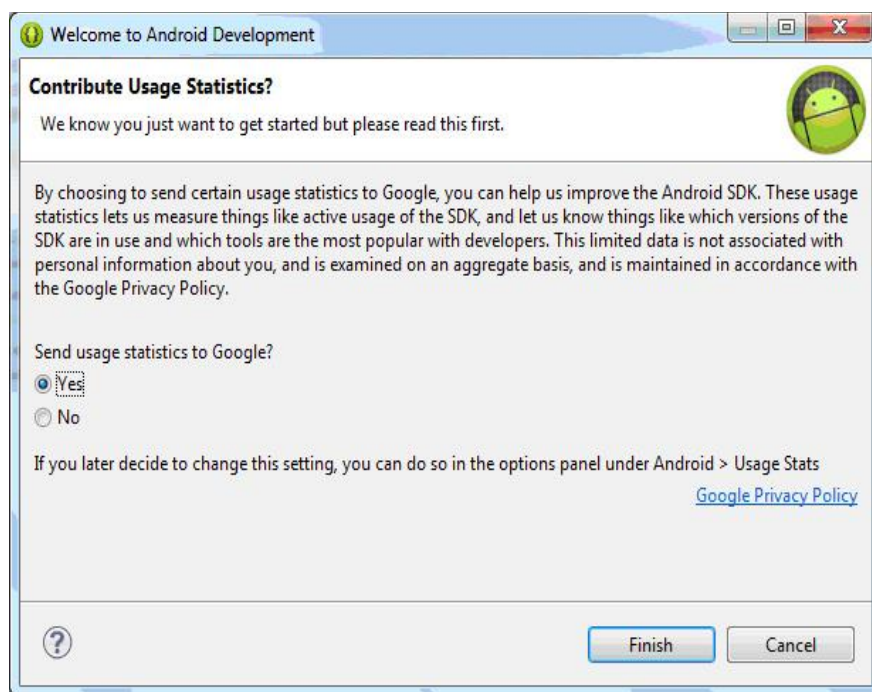 Welcome to Android Development
Contribute Usage Statistics?
We know you just want to get started but please read this first.
By choosing to send certain usage statistics to Google, you can help us improve the Android SDK. These usage
statistics lets us measure things like active usage of the SDK, and let us know things like which versions of the
SDK are in use and which tools are the most popular with developers. This limited data is not associated with
personal information about you, and is examined on an aggregate basis, and is maintained in accordance with
the Google Privacy Policy.
Send usage statistics to Google?
Yes
No
If you later decide to change this setting, you can do so in the options panel under Android > Usage Stats
Google Privacy Policy
?
Finish
Cancel